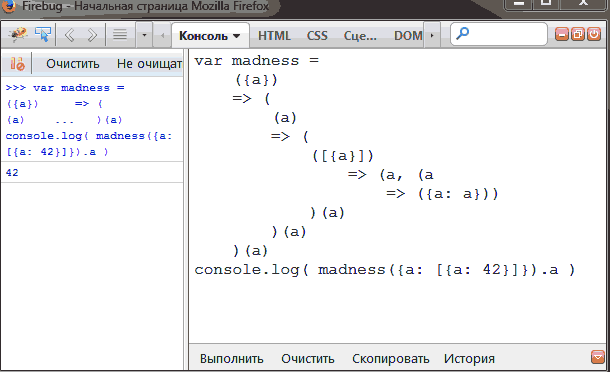 Firebug - Начальная страница Mozilla Firefox
Консоль HTML CSS Сце... DOM
Очистить Не очищат
>>> var madness =
({a}) => (
(a) ... )(a)
console.log( madness({a:
[{a: 42}]}).a )
42
var madness =
({a})
=> (
(a)
=> (
([{a}])
=> (a, (a
=> ({a: a}))
)(a)
)(a)
)(a)
console.log( madness({a: [{a: 42}]}).a )
Выполнить Очистить Скопировать История